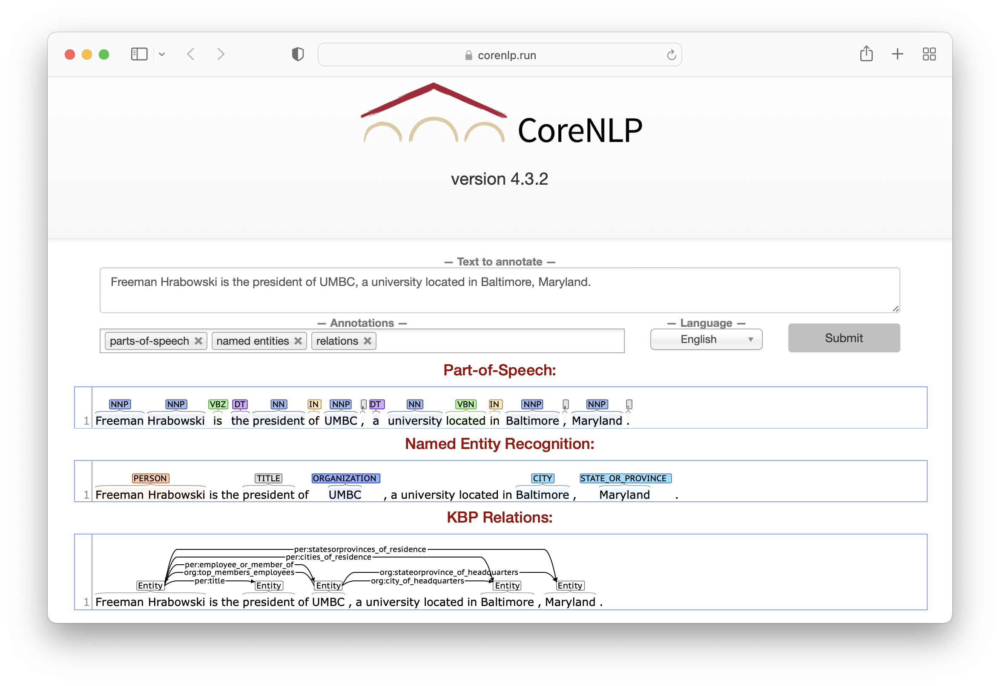 corenlp.run
CoreNLP
version 4.3.2
— Text to annotate —
Freeman Hrabowski is the president of UMBC, a university located in Baltimore, Maryland.
— Annotations — — Language —
parts-of-speech ✖ named entities ✖ relations ✖ English ▼ Submit
Part-of-Speech:
NNP NNP VBZ DT NN IN NNP , DT NN VBN IN NNP , NNP .
1 Freeman Hrabowski is the president of UMBC , a university located in Baltimore , Maryland .
Named Entity Recognition:
PERSON TITLE ORGANIZATION CITY STATE_OR_PROVINCE
1 Freeman Hrabowski is the president of UMBC , a university located in Baltimore , Maryland .
KBP Relations:
per:statesorprovinces_of_residence
per:cities_of_residence
per:employee_or_member_of
org:top_members_employees org:stateorprovince_of_headquarters
per:title org:city_of_headquarters
Entity Entity Entity Entity Entity
1 Freeman Hrabowski is the president of UMBC , a university located in Baltimore , Maryland .